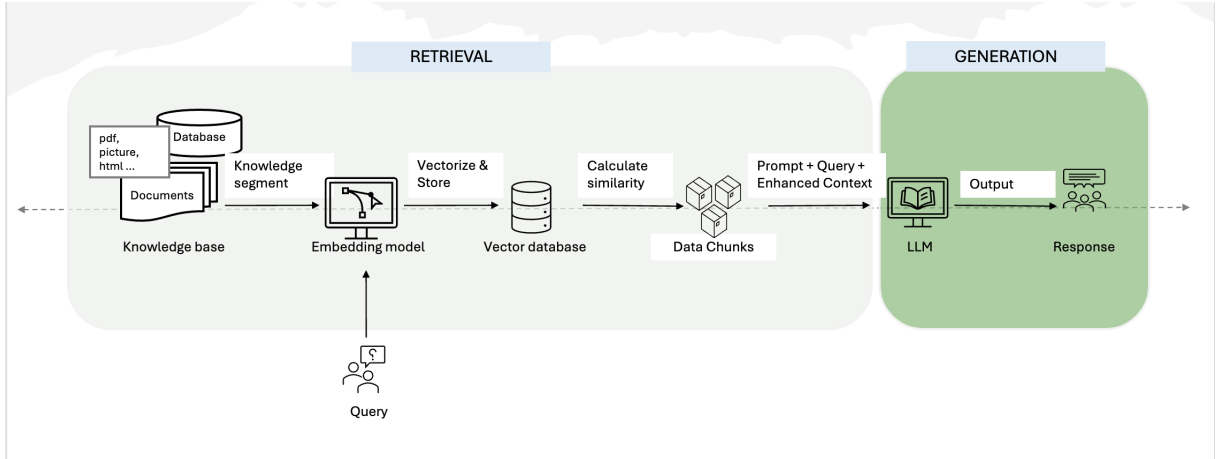 RETRIEVAL
GENERATION
Database
pdf,
picture,
html ...
Documents
Knowledge
segment
Vectorize &
Store
Calculate
similarity
Prompt + Query +
Enhanced Context
Output
Knowledge base
Embedding model
Vector database
Data Chunks
LLM
Response
?
Query